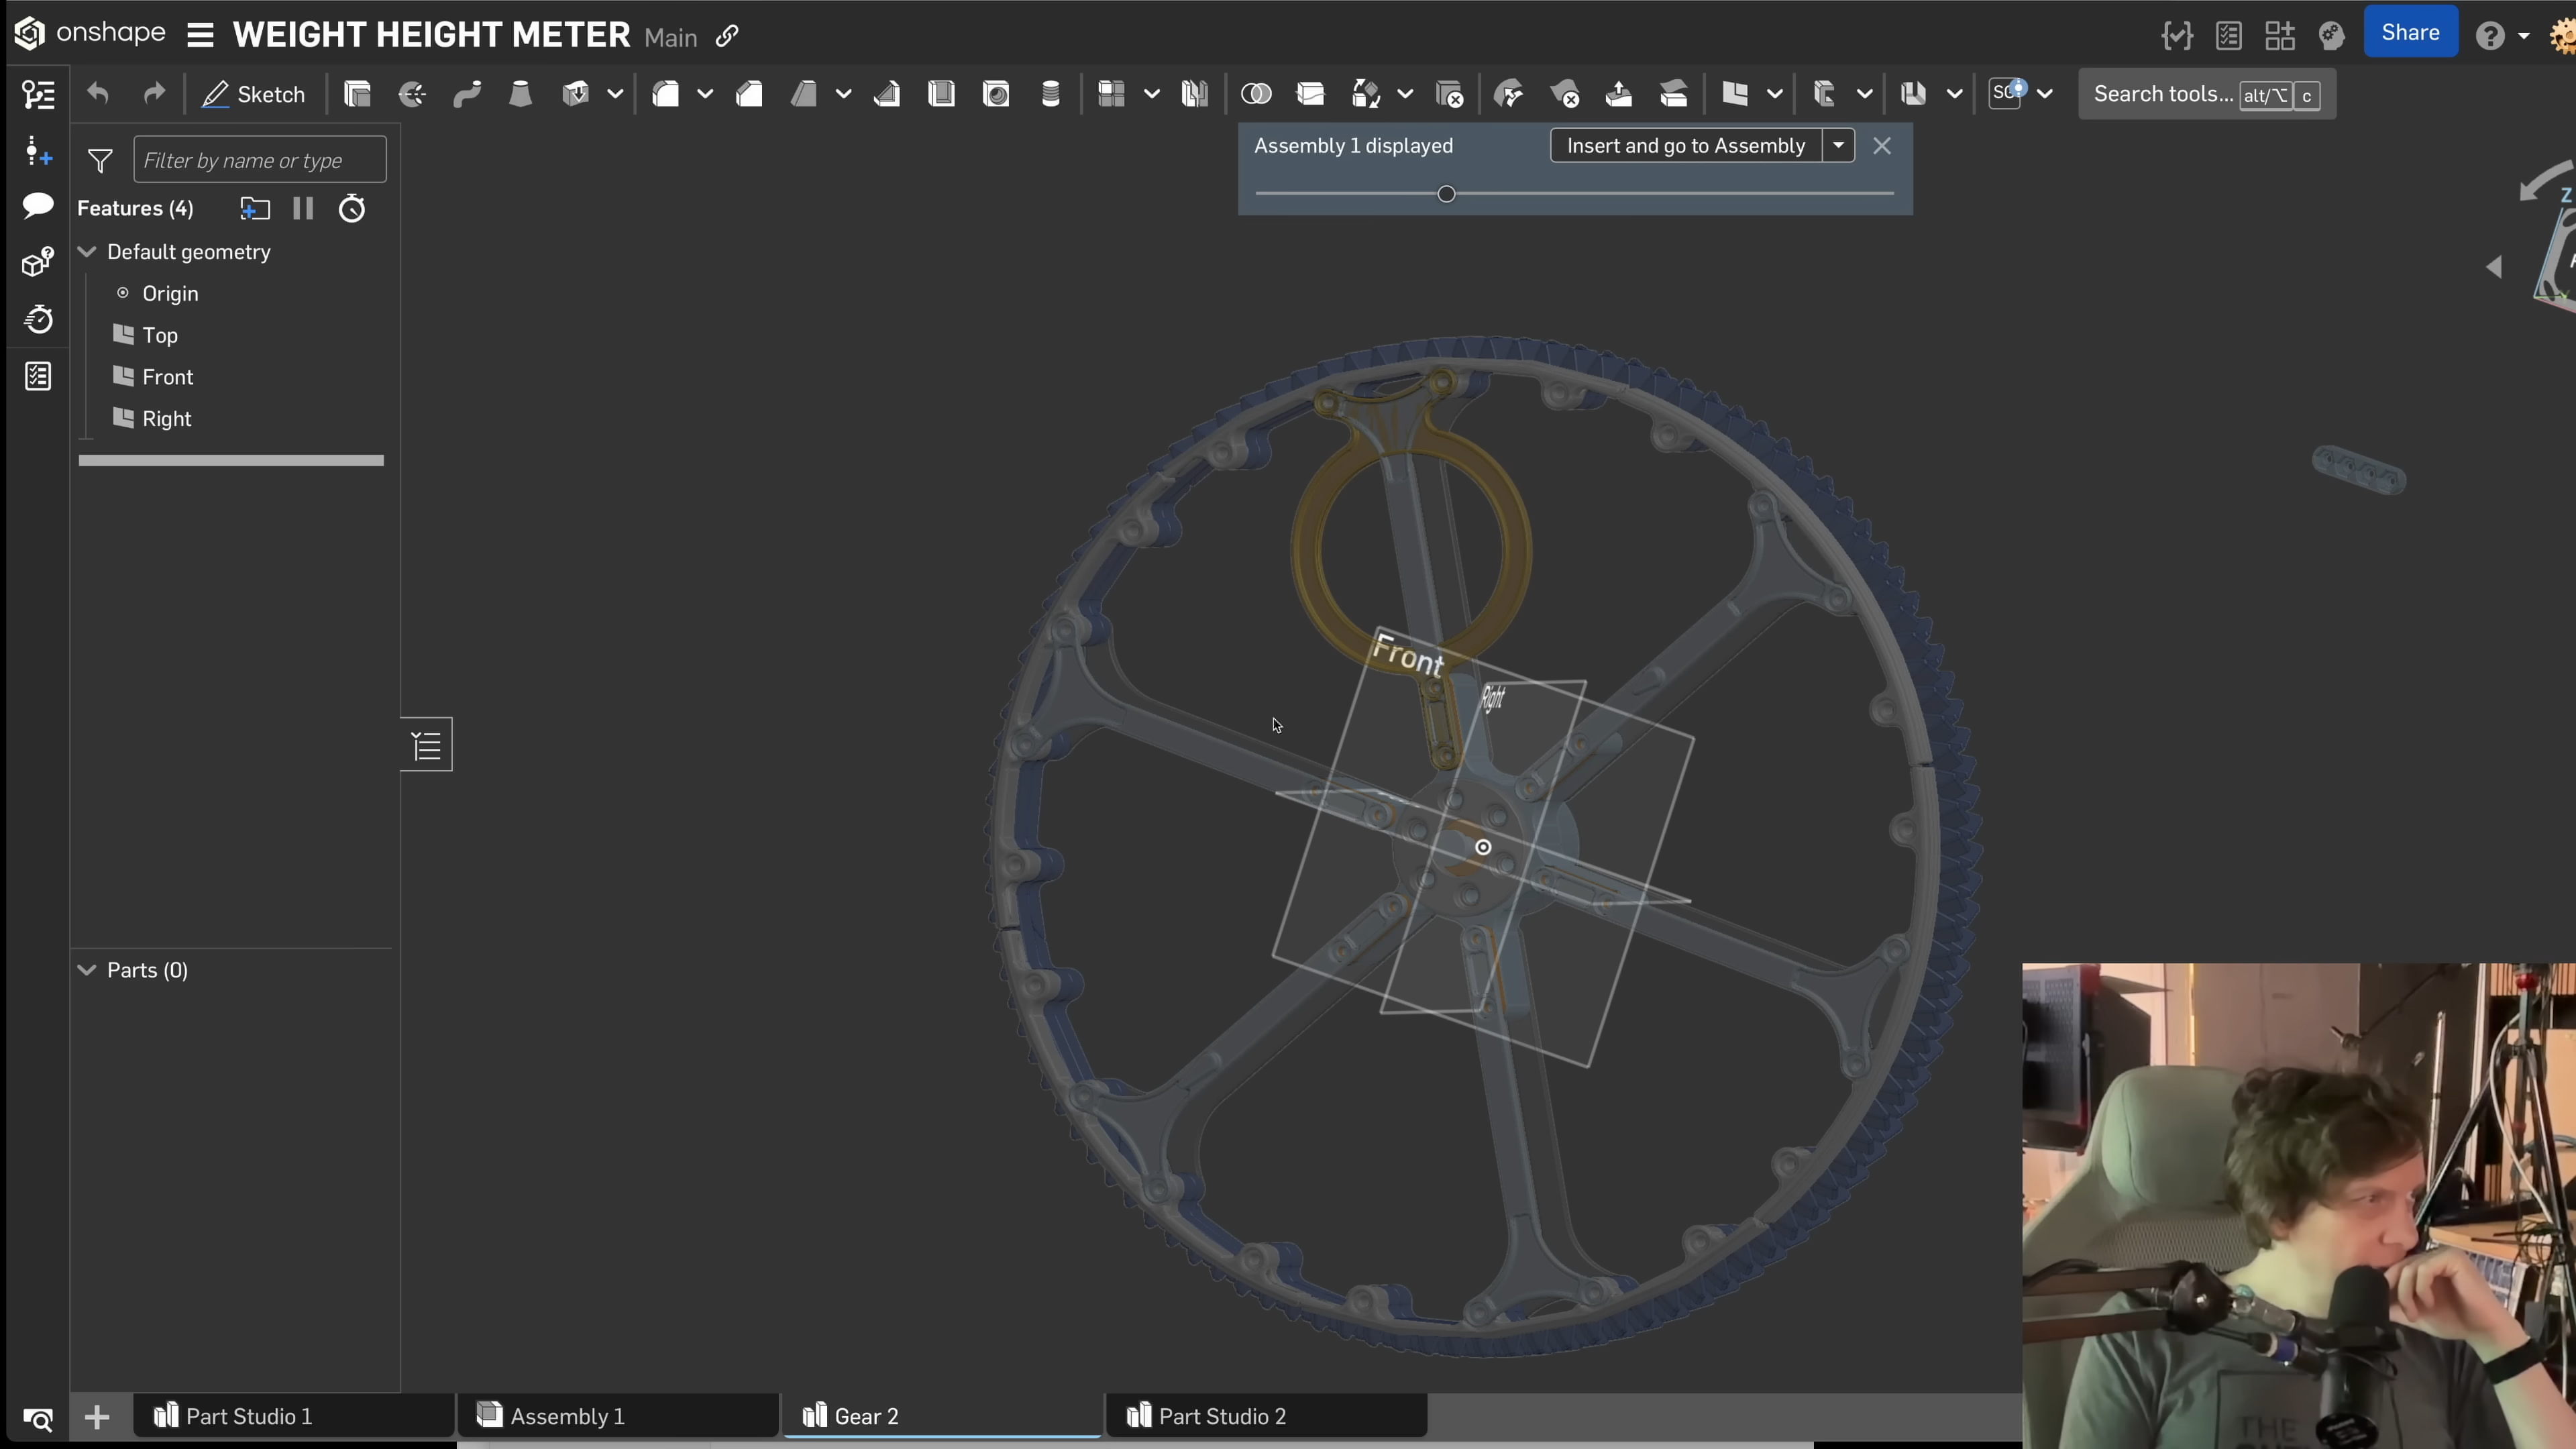 onshape WEIGHT HEIGHT METER Main Share
Sketch Search tools... alt/⌥ c
Assembly 1 displayed Insert and go to Assembly
Filter by name or type
Features (4)
Default geometry
Origin
Top
Front
Right
Z
Front
Right
Parts (0)
Part Studio 1 Assembly 1 Gear 2 Part Studio 2
THE